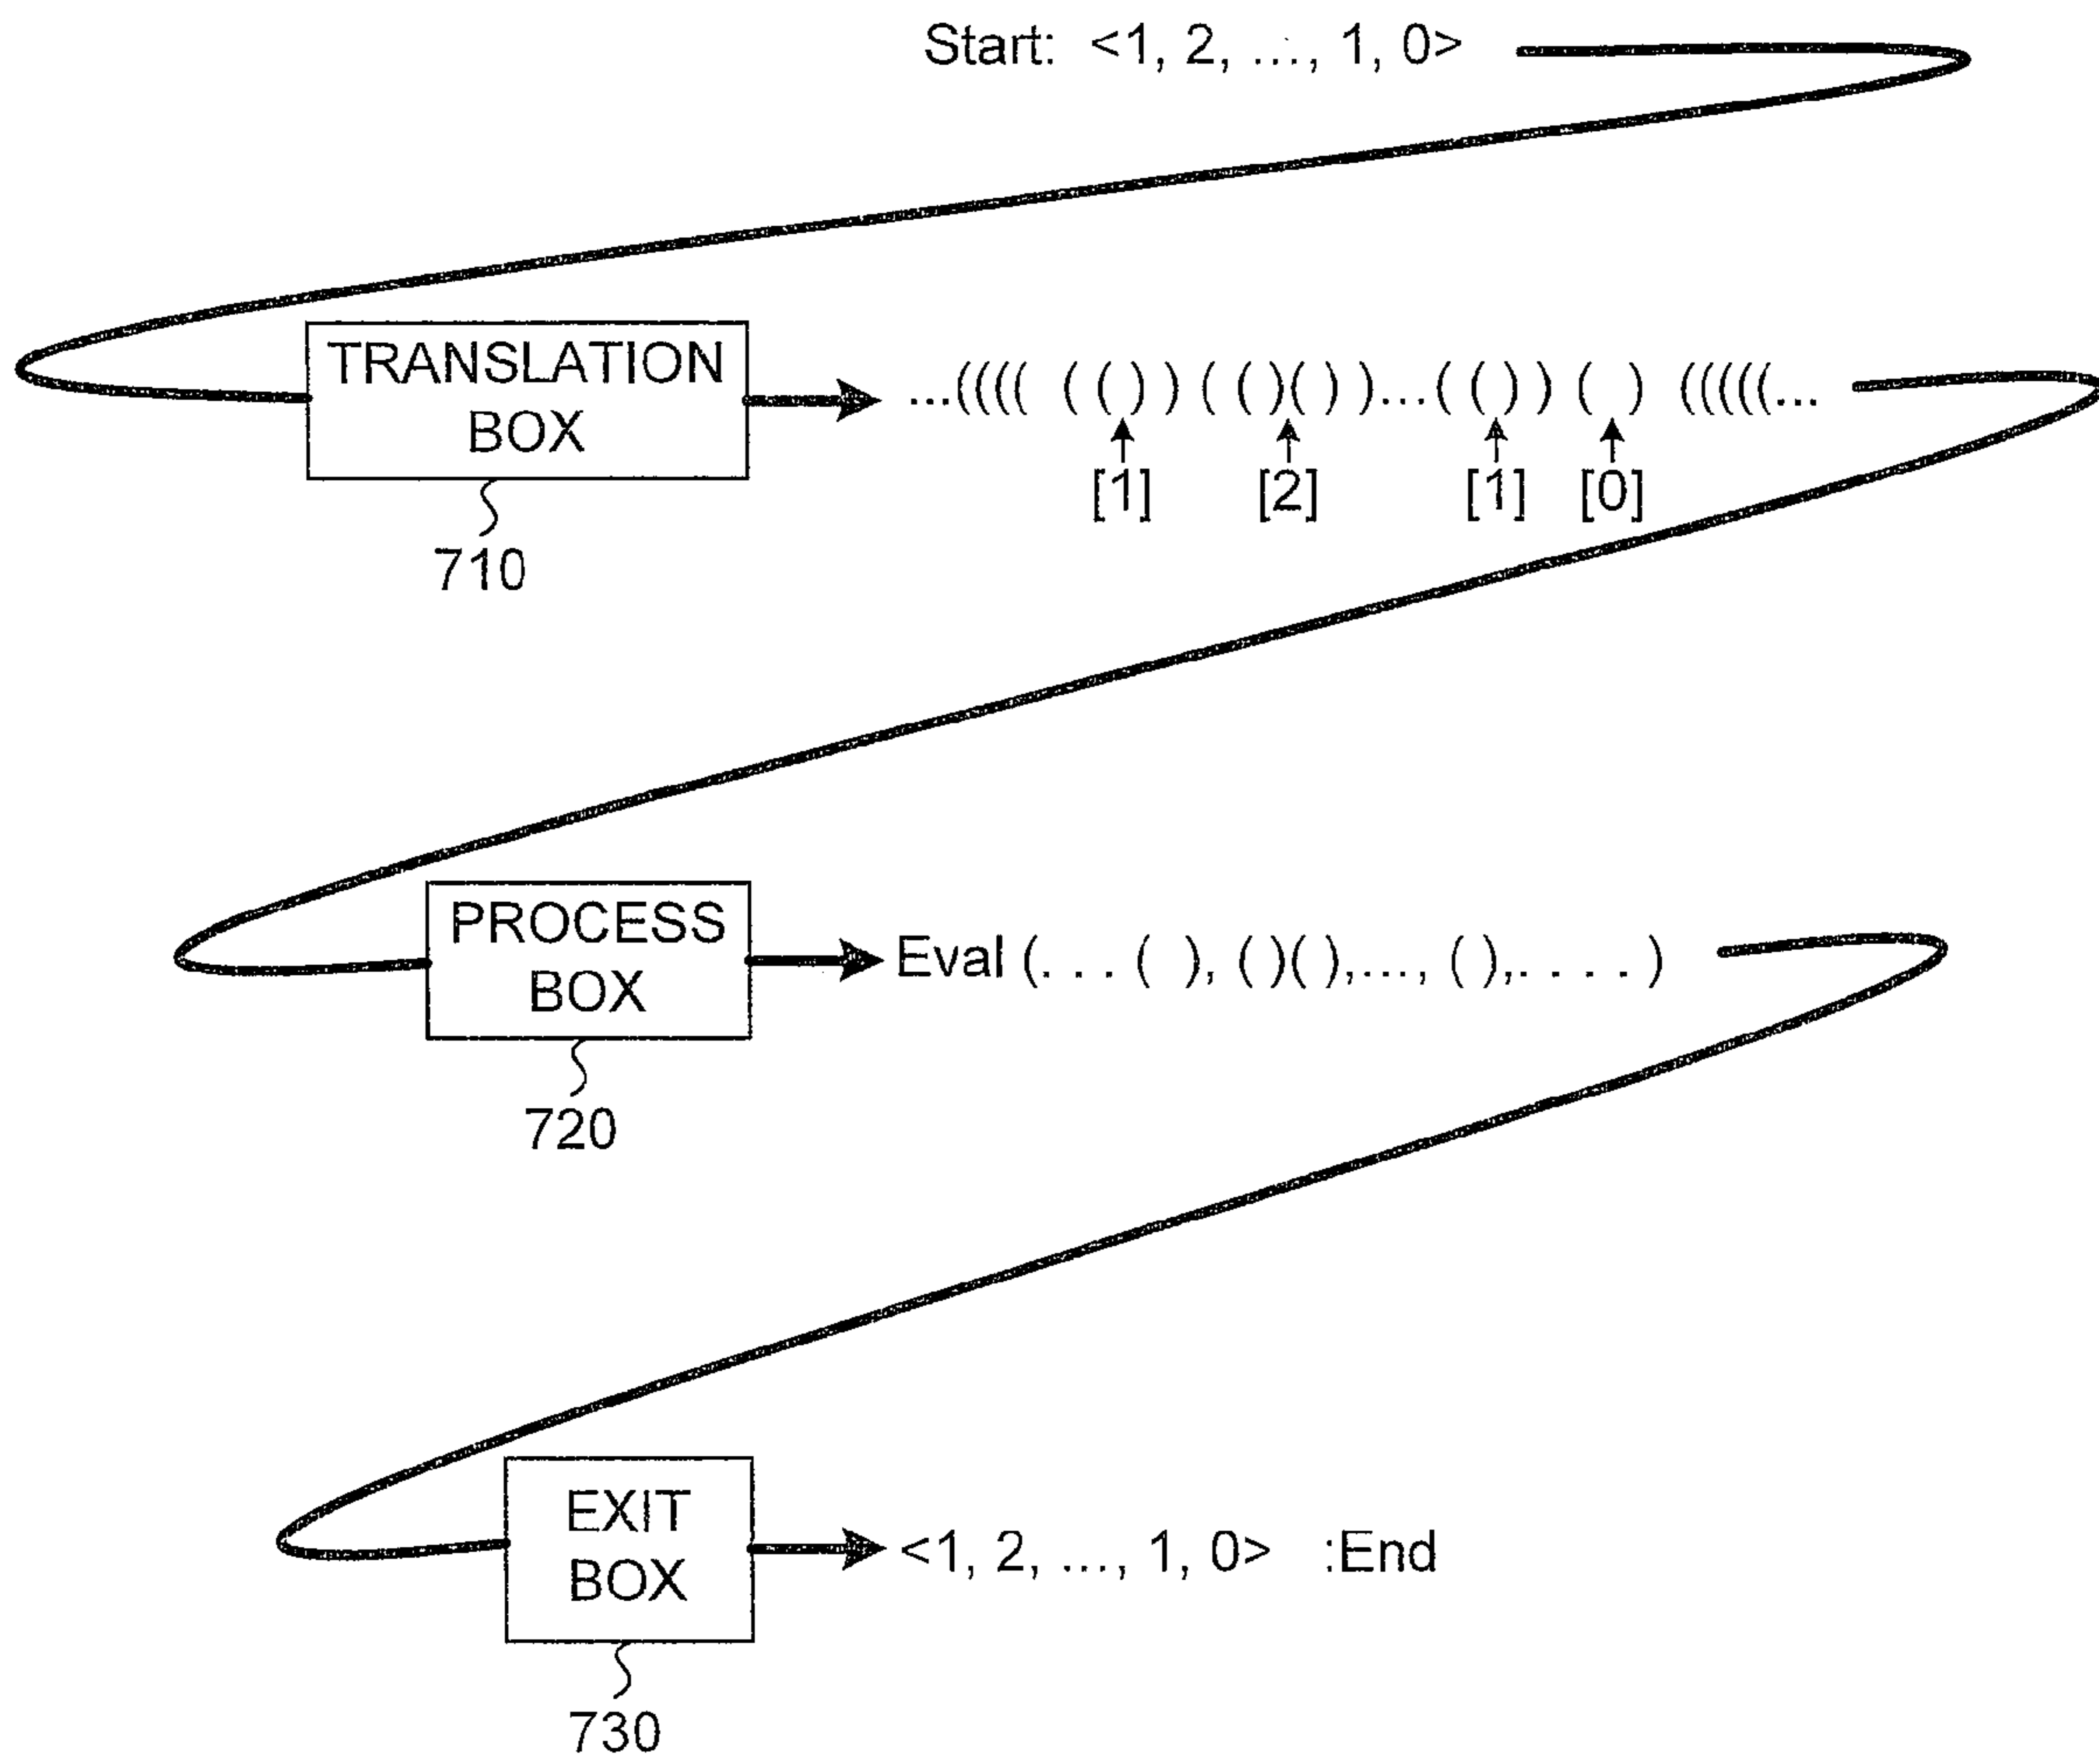 Start: <1, 2, ..., 1, 0>
TRANSLATION
BOX
...(((( ( ( ) ) ( ( )( ) )...( ( ) ) ( ) (((((...
[1] [2] [1] [0]
710
PROCESS
BOX
Eval (. . . ( ), ( )( ),..., ( ),. . . . )
720
EXIT
BOX
<1, 2, ..., 1, 0> :End
730